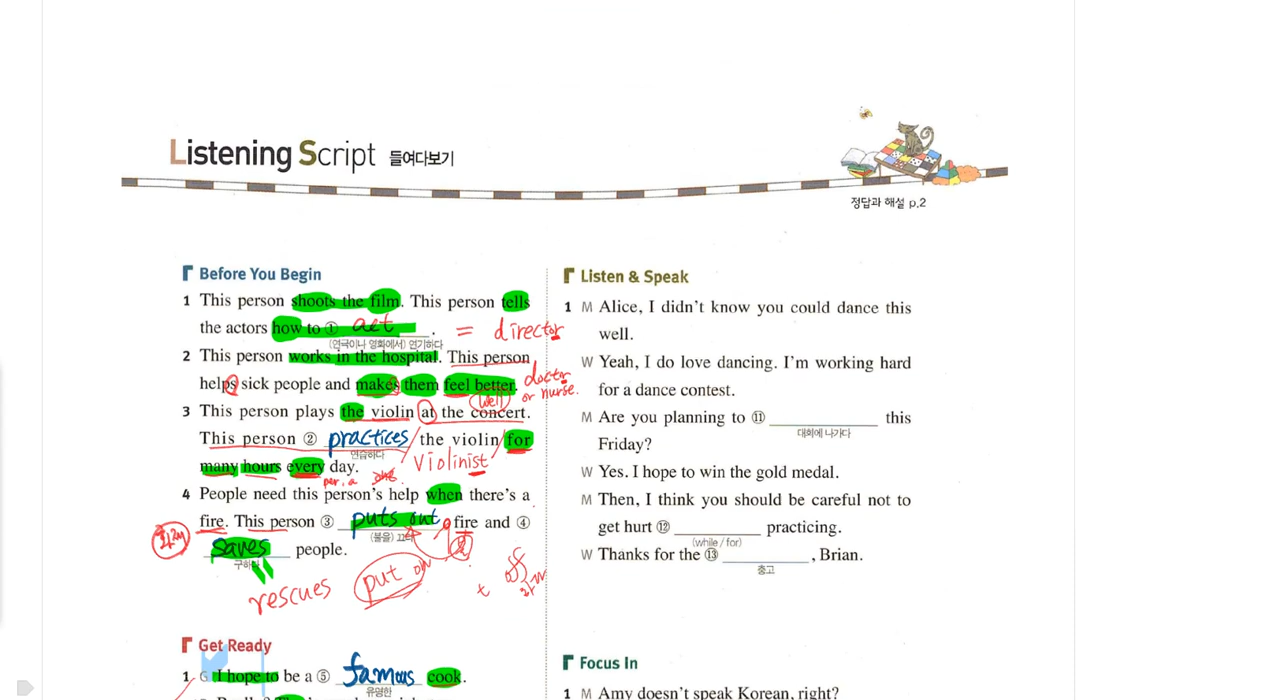 Listening Script 들여다보기
정답과 해설 p.2
Before You Begin
1 This person shoots the film. This person tells
the actors how to ① act . = director
(연극이나 영화에서) 연기하다
2 This person works in the hospital. This person
helps sick people and makes them feel better. doctor
(well) or nurse.
3 This person plays the violin at the concert.
This person ② practices / the violin / for
연습하다
many hours every day. violinist
per. a one
4 People need this person's help when there's a
fire. This person ③ puts out a fire and ④
(불을) 끄다
saves people.
구하다
rescues put on
Get Ready
1 G I hope to be a ⑤ famous cook.
유명한
Listen & Speak
1 M Alice, I didn't know you could dance this
well.
W Yeah, I do love dancing. I'm working hard
for a dance contest.
M Are you planning to ⑪ this
대회에 나가다
Friday?
W Yes. I hope to win the gold medal.
M Then, I think you should be careful not to
get hurt ⑫ practicing.
(while / for)
W Thanks for the ⑬ , Brian.
충고
Focus In
1 M Amy doesn't speak Korean, right?